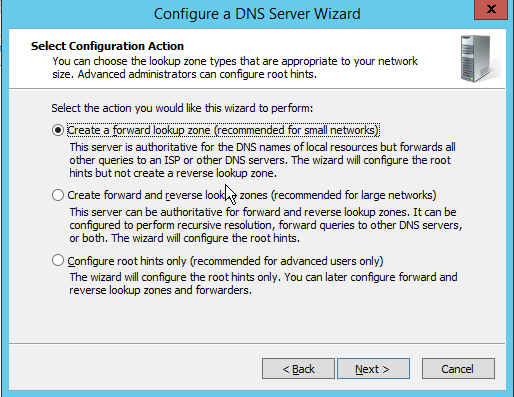 Configure a DNS Server Wizard
x
Select Configuration Action
You can choose the lookup zone types that are appropriate to your network
size. Advanced administrators can configure root hints.
Select the action you would like this wizard to perform:
Create a forward lookup zone (recommended for small networks)
This server is authoritative for the DNS names of local resources but forwards all
other queries to an ISP or other DNS servers. The wizard will configure the root
hints but not create a reverse lookup zone.
Create forward and reverse lookup zones (recommended for large networks)
This server can be authoritative for forward and reverse lookup zones. It can be
configured to perform recursive resolution, forward queries to other DNS servers,
or both. The wizard will configure the root hints.
Configure root hints only (recommended for advanced users only)
The wizard will configure the root hints only. You can later configure forward and
reverse lookup zones and forwarders.
< Back
Next >
Cancel